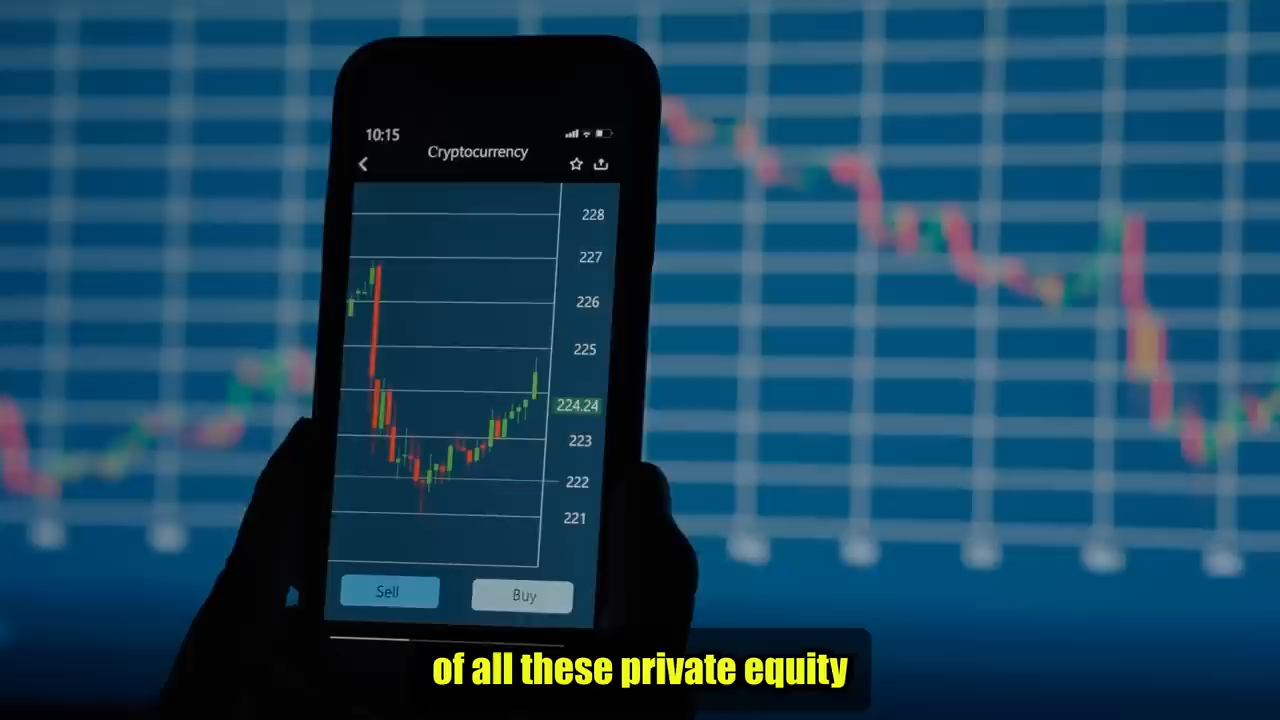 10:15
Cryptocurrency
228
227
226
225
224.24
223
222
221
Sell
Buy
of all these private equity